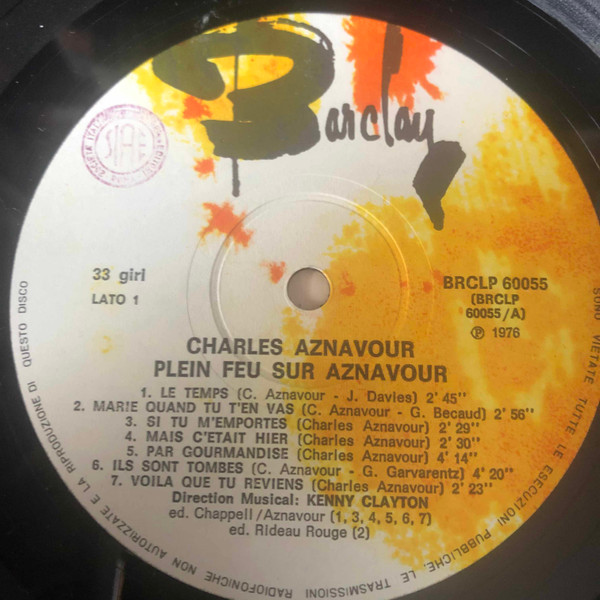 Barclay
SIAE
33 giri
LATO 1
BRCLP 60055
(BRCLP
60055/A)
℗ 1976
CHARLES AZNAVOUR
PLEIN FEU SUR AZNAVOUR
1. LE TEMPS (C. Aznavour - J. Davies) 2'45''
2. MARIE QUAND TU T'EN VAS (C. Aznavour - G. Becaud) 2'56''
3. SI TU M'EMPORTES (Charles Aznavour) 2'29''
4. MAIS C'ETAIT HIER (Charles Aznavour) 2'30''
5. PAR GOURMANDISE (Charles Aznavour) 4'14''
6. ILS SONT TOMBES (C. Aznavour - G. Garvarentz) 4'20''
7. VOILA QUE TU REVIENS (Charles Aznavour) 2'23''
Direction Musical: KENNY CLAYTON
ed. Chappell/Aznavour (1, 3, 4, 5, 6, 7)
ed. Rideau Rouge (2)
SONO VIETATE TUTTE LE ESECUZIONI PUBBLICHE, LE TRASMISSIONI RADIOFONICHE NON AUTORIZZATE E LA RIPRODUZIONE DI QUESTO DISCO